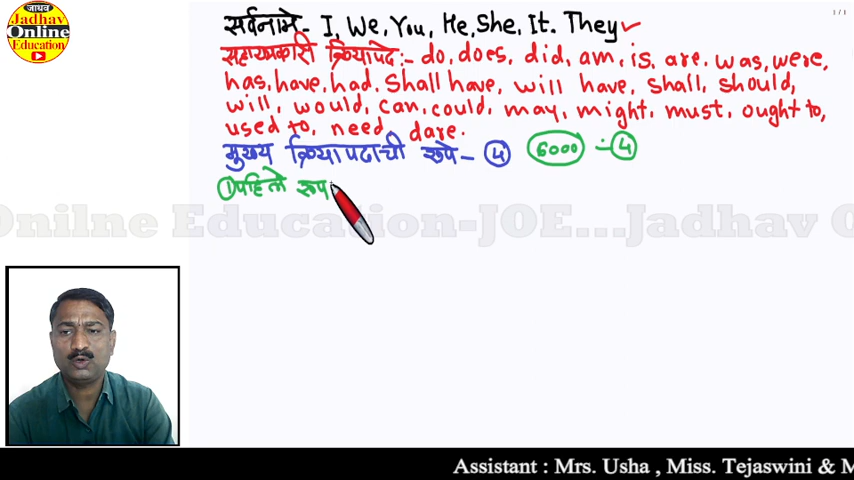 जाधव
Jadhav
Online
Education
सर्वनामे- I, We, You, He, She, It. They
सहाय्यकारी क्रियापदे:- do, does, did, am, is, are. was, were,
has, have, had. Shall have, will have, shall, should,
will, would, can, could, may, might, must, ought to,
used to, need, dare.
मुख्य क्रियापदाची रूपे- 4 6000 ÷ 4
1 पहिले रूप
Onilne Education-JOE...Jadhav O
1/1
Assistant : Mrs. Usha , Miss. Tejaswini & M